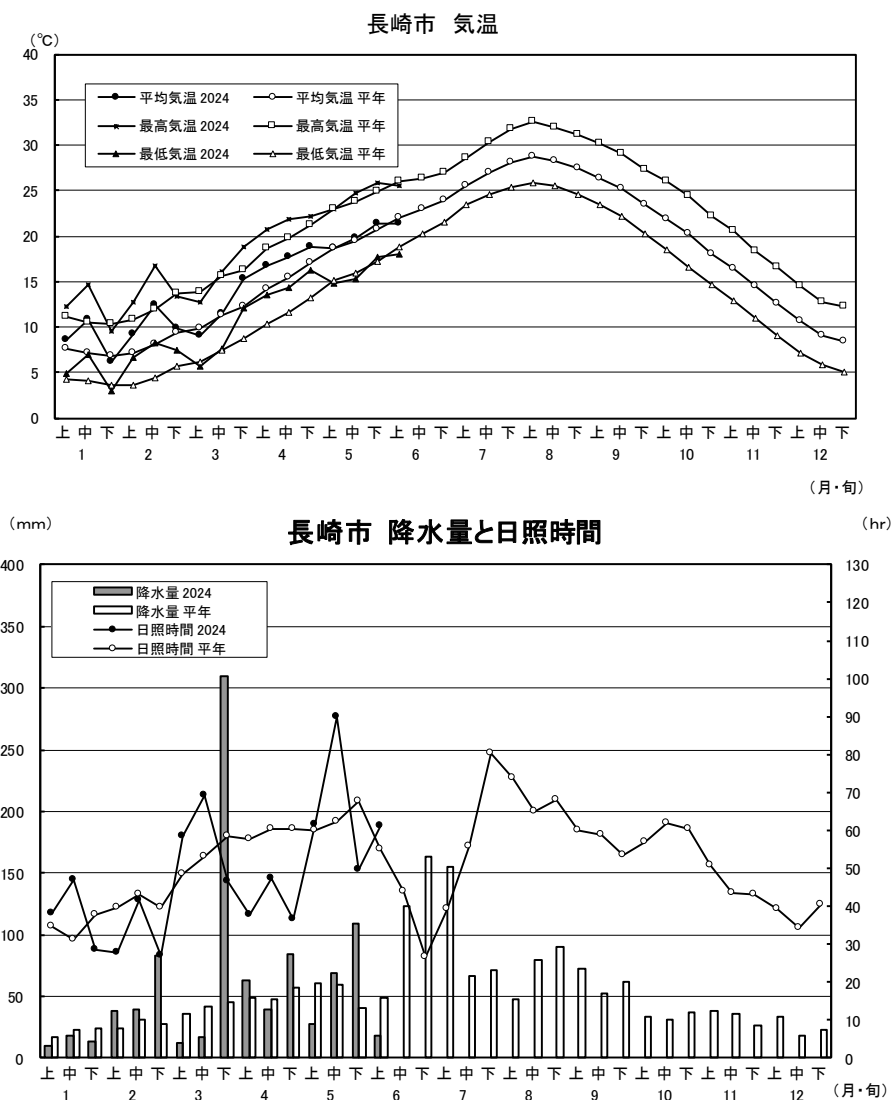 長崎市 気温
(℃)
40
35
30
25
20
15
10
5
0
平均気温 2024 平均気温 平年
最高気温 2024 最高気温 平年
最低気温 2024 最低気温 平年
上 中 下 上 中 下 上 中 下 上 中 下 上 中 下 上 中 下 上 中 下 上 中 下 上 中 下 上 中 下 上 中 下 上 中 下
1 2 3 4 5 6 7 8 9 10 11 12
(月・旬)
(mm) (hr)
長崎市 降水量と日照時間
400
350
300
250
200
150
100
50
0
130
120
110
100
90
80
70
60
50
40
30
20
10
0
降水量 2024
降水量 平年
日照時間 2024
日照時間 平年
上 中 下 上 中 下 上 中 下 上 中 下 上 中 下 上 中 下 上 中 下 上 中 下 上 中 下 上 中 下 上 中 下 上 中 下
1 2 3 4 5 6 7 8 9 10 11 12
(月・旬)